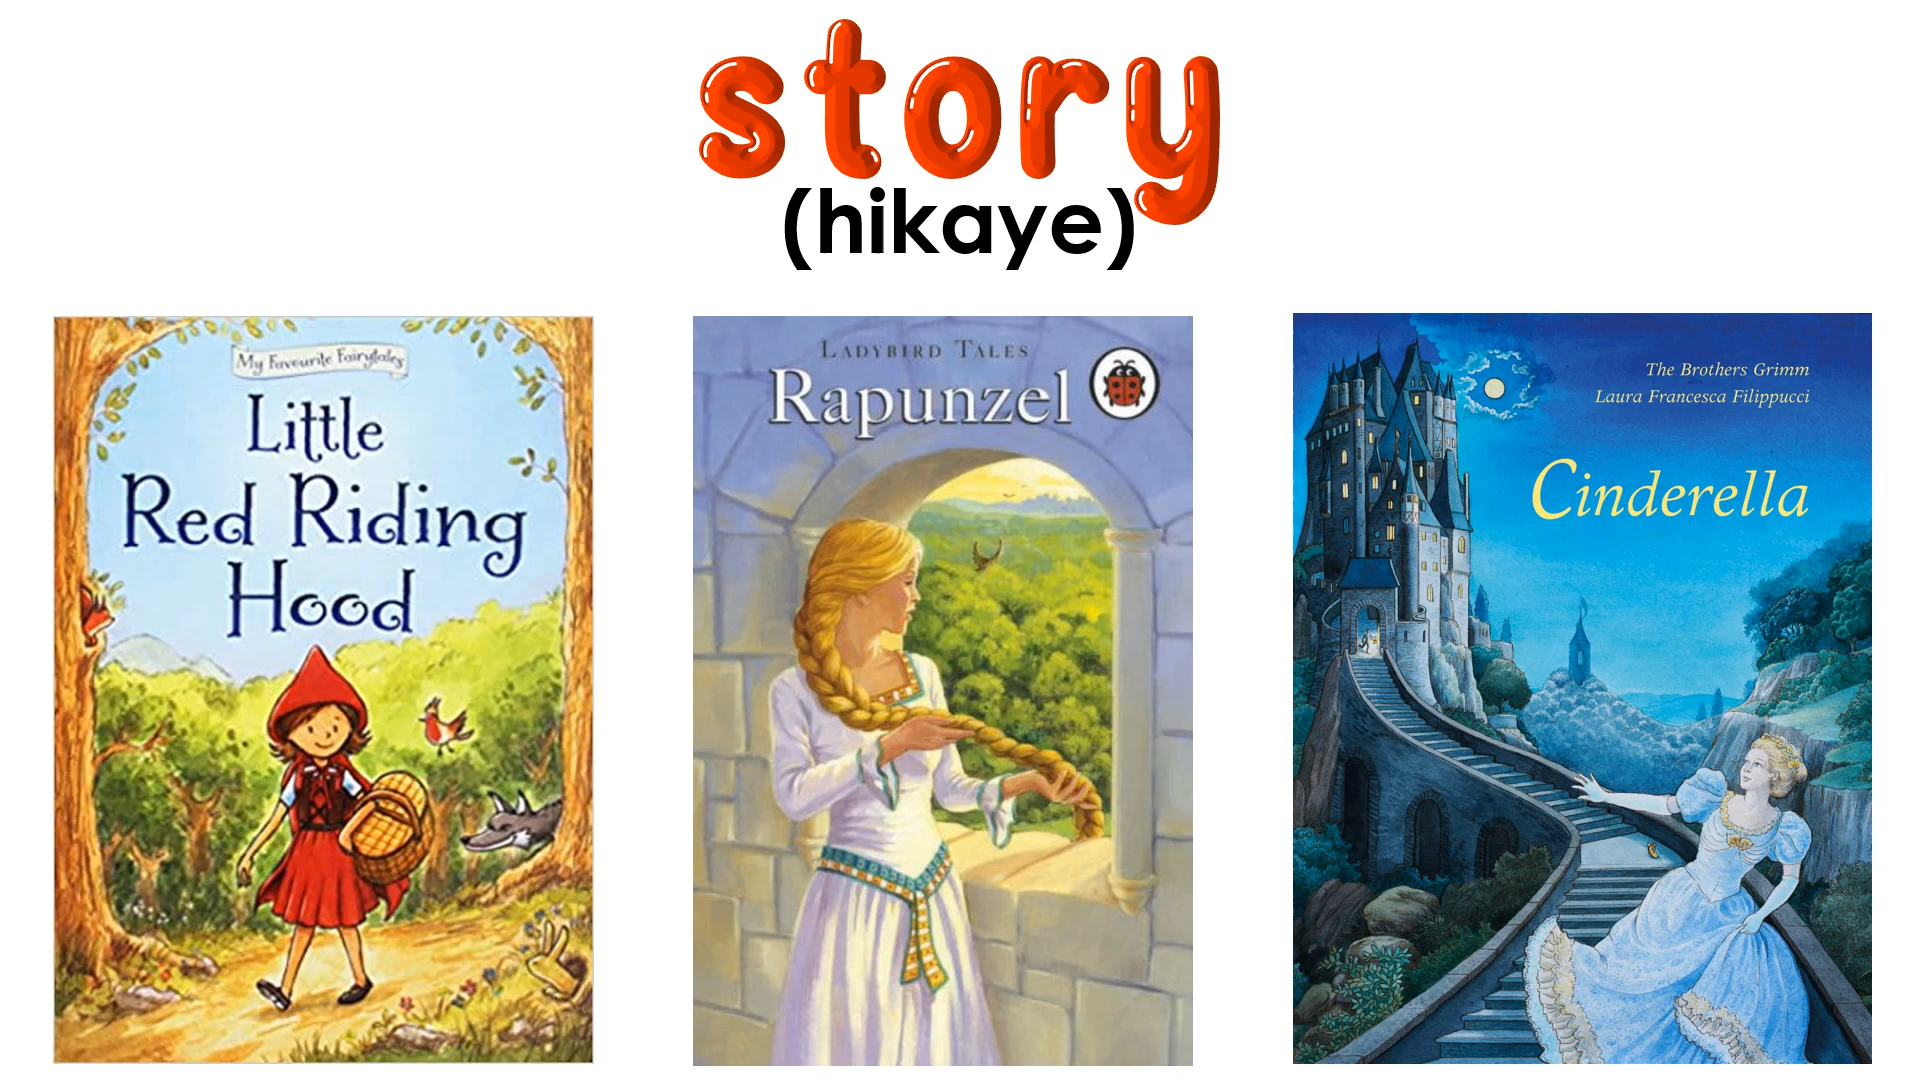 story
(hikaye)
My Favourite Fairytales
Little
Red Riding
Hood
LADYBIRD TALES
Rapunzel
The Brothers Grimm
Laura Francesca Filippucci
Cinderella